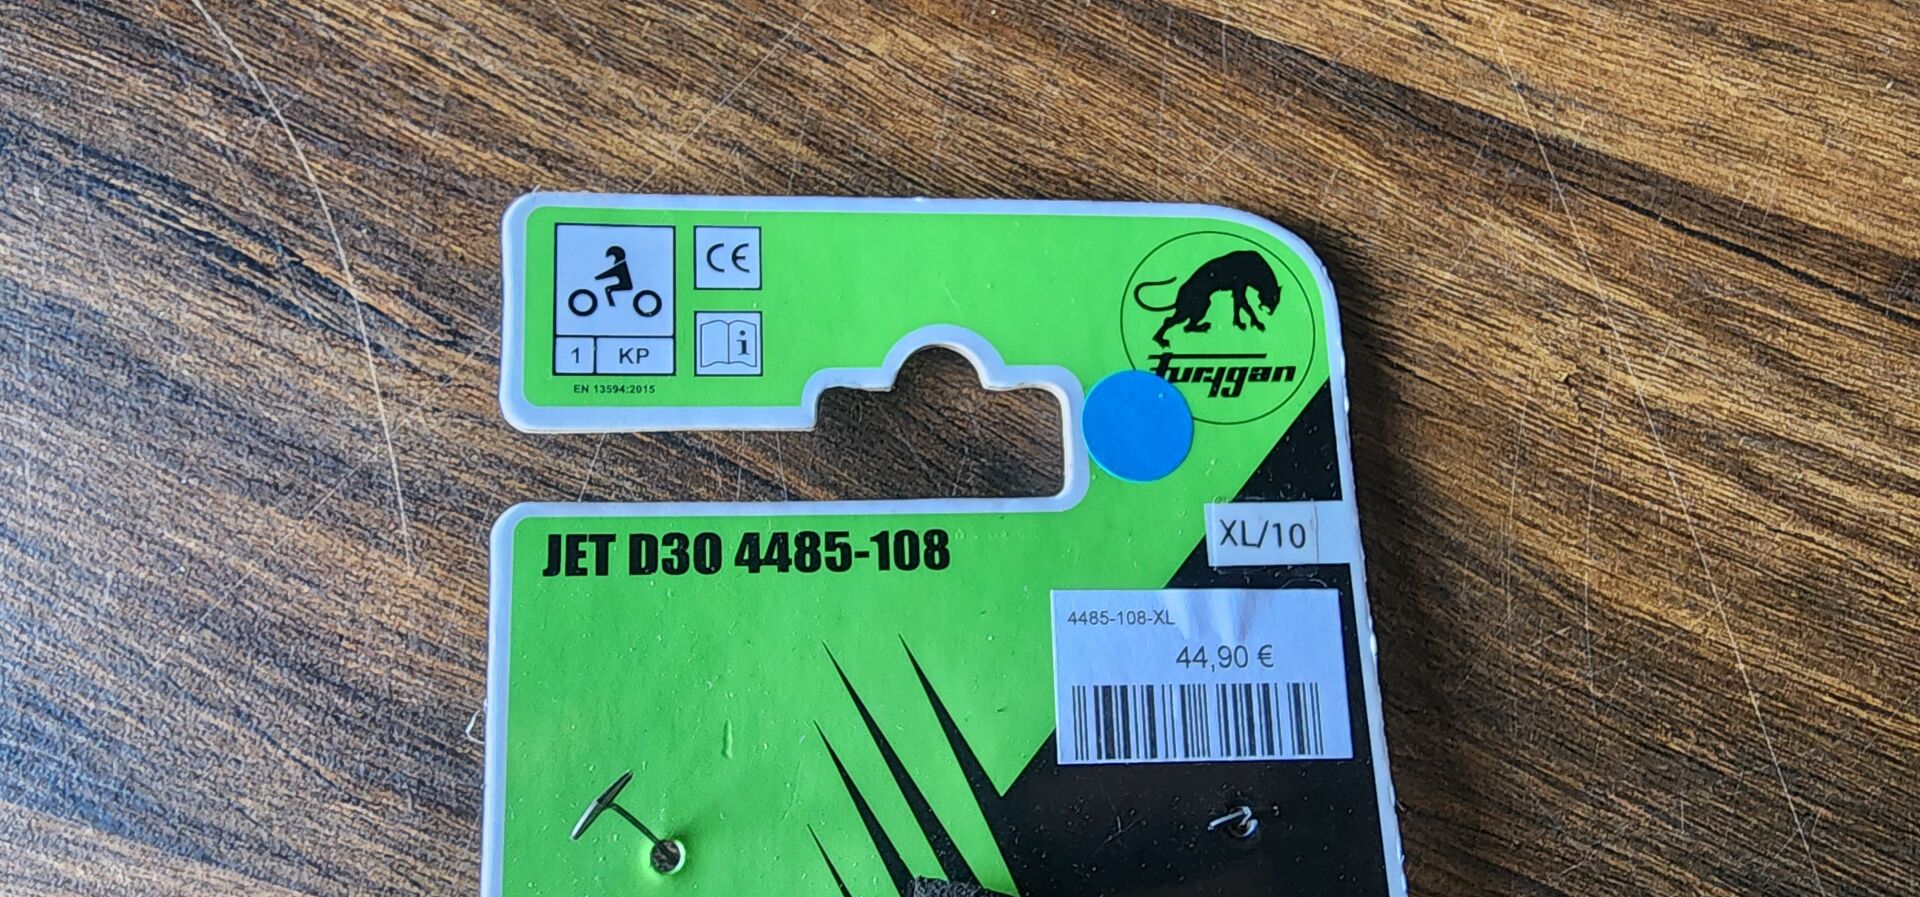 CE
i
1 KP
EN 13594:2015
furygan
JET D30 4485-108
XL/10
4485-108-XL
44,90 €